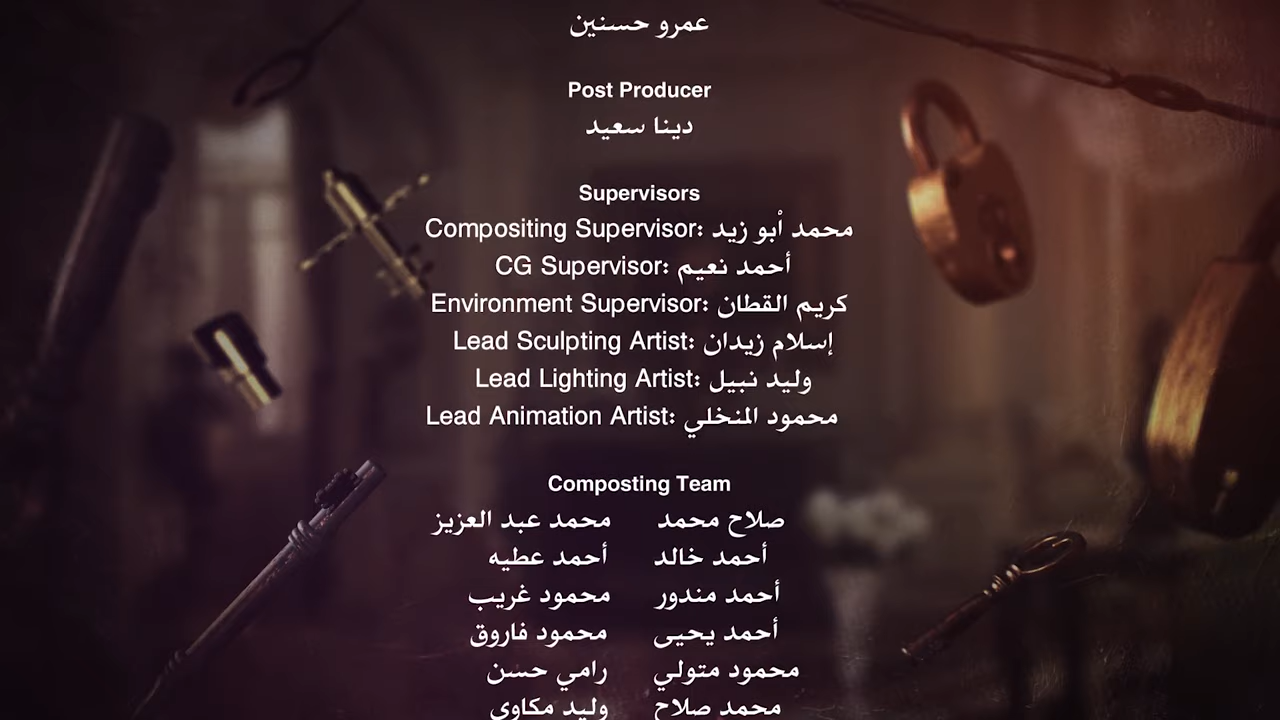 عمرو حسنين
Post Producer
دينا سعيد
Supervisors
Compositing Supervisor: محمد أبو زيد
CG Supervisor: أحمد نعيم
Environment Supervisor: كريم القطان
Lead Sculpting Artist: إسلام زيدان
Lead Lighting Artist: وليد نبيل
Lead Animation Artist: محمود المنخلي
Composting Team
صلاح محمد محمد عبد العزيز
أحمد خالد أحمد عطيه
أحمد مندور محمود غريب
أحمد يحيى محمود فاروق
محمود متولي رامي حسن
محمد صلاح وليد مكاوي